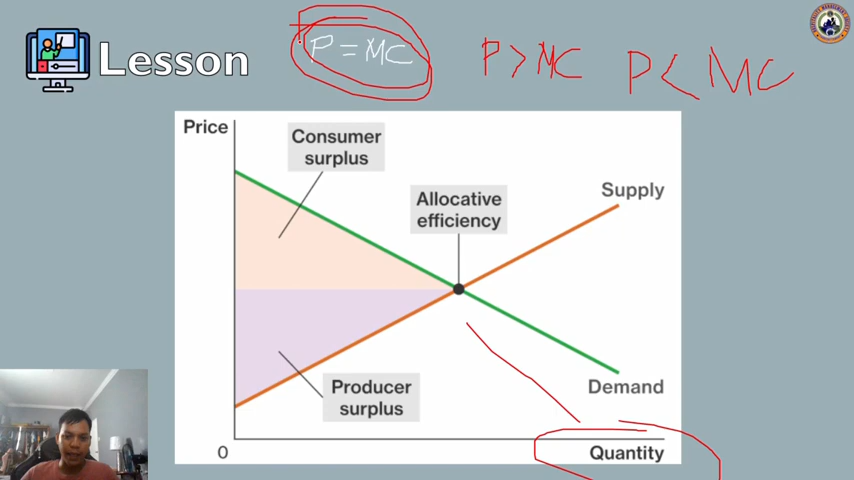 Lesson
P = MC
P > MC
P < MC
Price
Consumer
surplus
Allocative
efficiency
Supply
Producer
surplus
Demand
0
Quantity